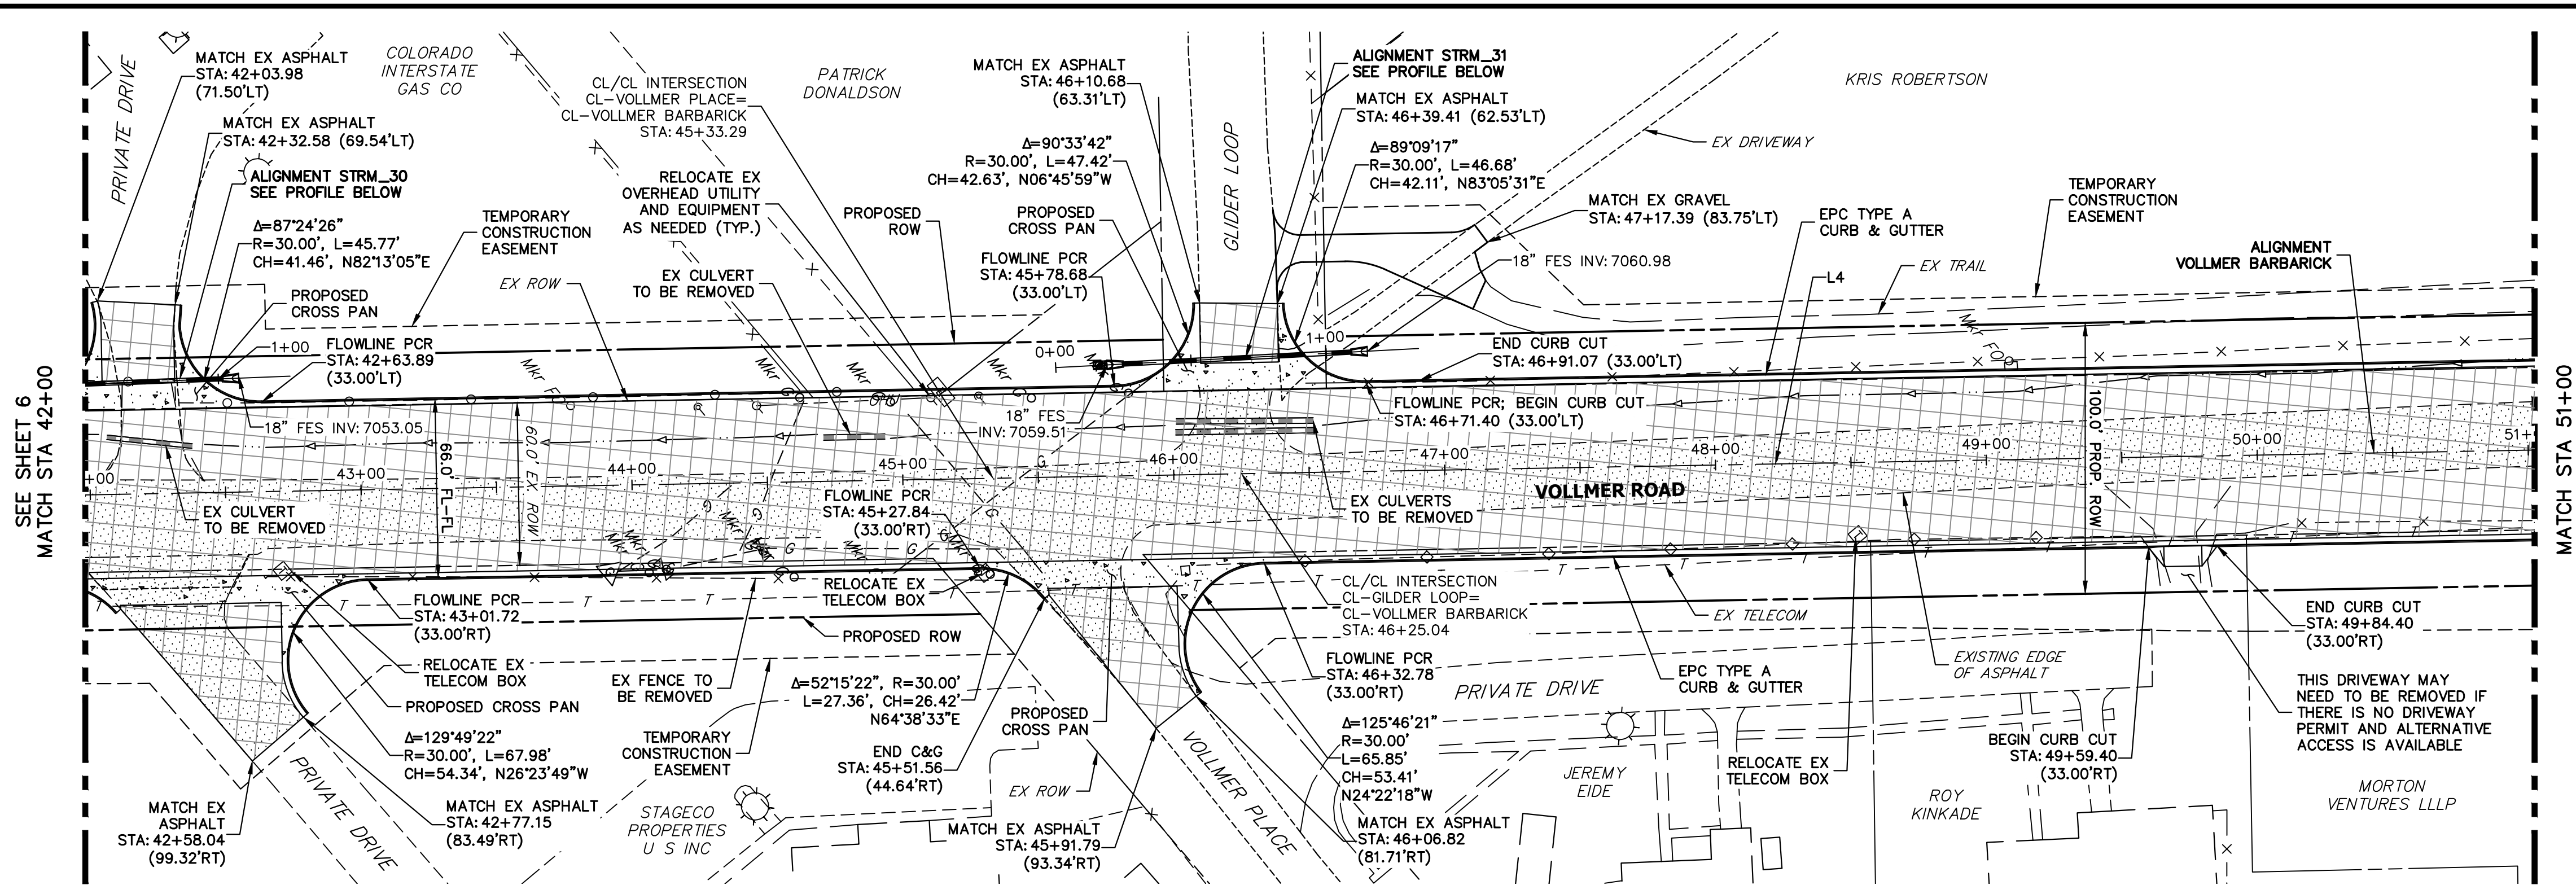 SEE SHEET 6
MATCH STA 42+00
PRIVATE DRIVE
MATCH EX ASPHALT
STA: 42+03.98
(71.50'LT)
MATCH EX ASPHALT
STA: 42+32.58 (69.54'LT)
ALIGNMENT STRM_30
SEE PROFILE BELOW
Δ=87°24'26"
R=30.00', L=45.77'
CH=41.46', N82°13'05"E
PROPOSED
CROSS PAN
1+00
FLOWLINE PCR
STA: 42+63.89
(33.00'LT)
18" FES INV: 7053.05
COLORADO
INTERSTATE
GAS CO
TEMPORARY
CONSTRUCTION
EASEMENT
EX ROW
CL/CL INTERSECTION
CL-VOLLMER PLACE=
CL-VOLLMER BARBARICK
STA: 45+33.29
RELOCATE EX
OVERHEAD UTILITY
AND EQUIPMENT
AS NEEDED (TYP.)
EX CULVERT
TO BE REMOVED
PATRICK
DONALDSON
PROPOSED
ROW
MATCH EX ASPHALT
STA: 46+10.68
(63.31'LT)
Δ=90°33'42"
R=30.00', L=47.42'
CH=42.63', N06°45'59"W
PROPOSED
CROSS PAN
FLOWLINE PCR
STA: 45+78.68
(33.00'LT)
0+00
18" FES
INV: 7059.51
GLIDER LOOP
ALIGNMENT STRM_31
SEE PROFILE BELOW
MATCH EX ASPHALT
STA: 46+39.41 (62.53'LT)
Δ=89°09'17"
R=30.00', L=46.68'
CH=42.11', N83°05'31"E
1+00
EX DRIVEWAY
MATCH EX GRAVEL
STA: 47+17.39 (83.75'LT)
18" FES INV: 7060.98
END CURB CUT
STA: 46+91.07 (33.00'LT)
FLOWLINE PCR; BEGIN CURB CUT
STA: 46+71.40 (33.00'LT)
KRIS ROBERTSON
EPC TYPE A
CURB & GUTTER
L4
EX TRAIL
TEMPORARY
CONSTRUCTION
EASEMENT
ALIGNMENT
VOLLMER BARBARICK
Mkr FO
Mkr
Mkr
Mkr
OHU
+00
43+00
44+00
45+00
46+00
47+00
48+00
49+00
50+00
51+
66.0' FL-FL
60.0' EX ROW
100.0' PROP. ROW
VOLLMER ROAD
EX CULVERT
TO BE REMOVED
FLOWLINE PCR
STA: 45+27.84
(33.00'RT)
EX CULVERTS
TO BE REMOVED
FLOWLINE PCR
STA: 43+01.72
(33.00'RT)
RELOCATE EX
TELECOM BOX
PROPOSED CROSS PAN
Δ=129°49'22"
R=30.00', L=67.98'
CH=54.34', N26°23'49"W
MATCH EX ASPHALT
STA: 42+77.15
(83.49'RT)
MATCH EX
ASPHALT
STA: 42+58.04
(99.32'RT)
PRIVATE DRIVE
EX FENCE TO
BE REMOVED
TEMPORARY
CONSTRUCTION
EASEMENT
STAGECO
PROPERTIES
U S INC
RELOCATE EX
TELECOM BOX
PROPOSED ROW
Δ=52°15'22", R=30.00'
L=27.36', CH=26.42'
N64°38'33"E
END C&G
STA: 45+51.56
(44.64'RT)
PROPOSED
CROSS PAN
EX ROW
MATCH EX ASPHALT
STA: 45+91.79
(93.34'RT)
VOLLMER PLACE
CL/CL INTERSECTION
CL-GILDER LOOP=
CL-VOLLMER BARBARICK
STA: 46+25.04
FLOWLINE PCR
STA: 46+32.78
(33.00'RT)
Δ=125°46'21"
R=30.00'
L=65.85'
CH=53.41'
N24°22'18"W
MATCH EX ASPHALT
STA: 46+06.82
(81.71'RT)
PRIVATE DRIVE
EX TELECOM
EPC TYPE A
CURB & GUTTER
JEREMY
EIDE
RELOCATE EX
TELECOM BOX
EXISTING EDGE
OF ASPHALT
BEGIN CURB CUT
STA: 49+59.40
(33.00'RT)
ROY
KINKADE
END CURB CUT
STA: 49+84.40
(33.00'RT)
THIS DRIVEWAY MAY
NEED TO BE REMOVED IF
THERE IS NO DRIVEWAY
PERMIT AND ALTERNATIVE
ACCESS IS AVAILABLE
MORTON
VENTURES LLLP
MATCH STA 51+00